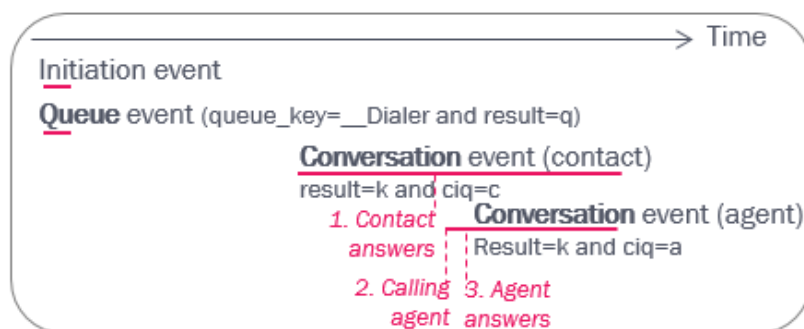 Time
Initiation event
Queue event (queue_key=__Dialer and result=q)
Conversation event (contact)
result=k and ciq=c
1. Contact
answers
Conversation event (agent)
Result=k and ciq=a
2. Calling
agent
3. Agent
answers